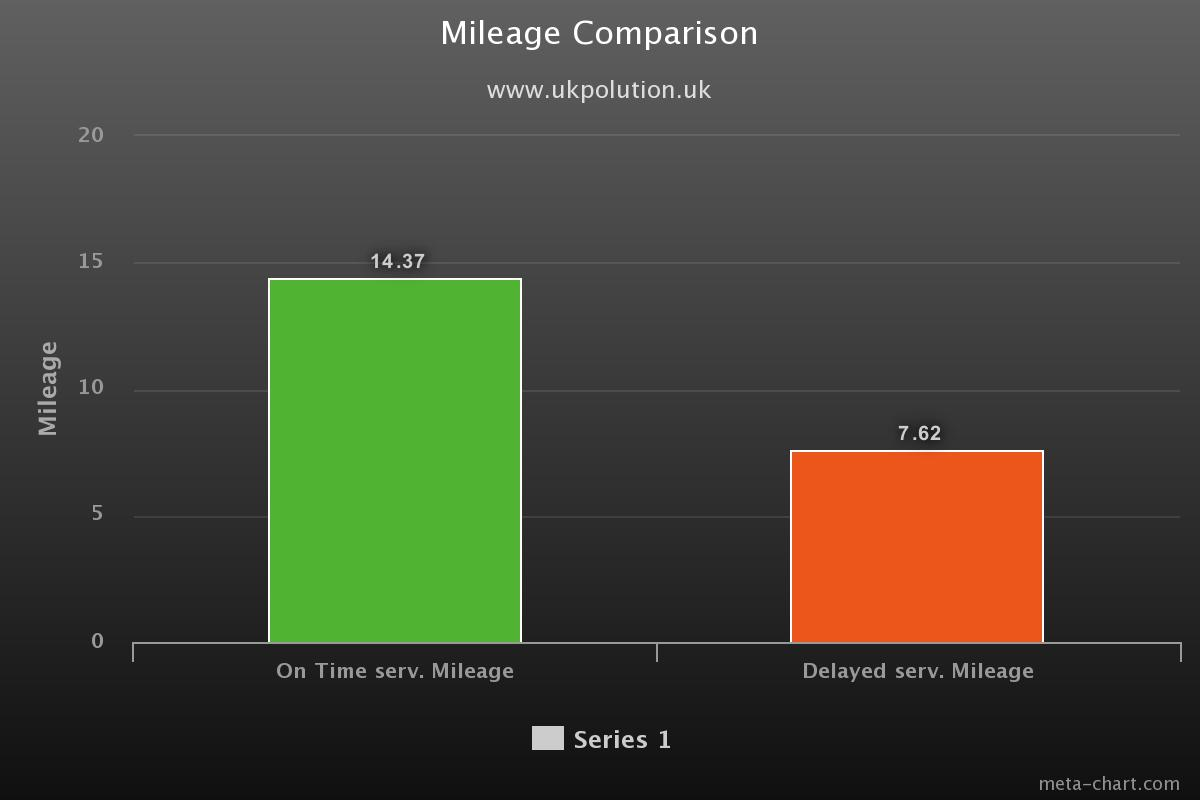 Mileage Comparison
www.ukpolution.uk
20
15
10
5
0
Mileage
14.37
7.62
On Time serv. Mileage
Delayed serv. Mileage
Series 1
meta-chart.com